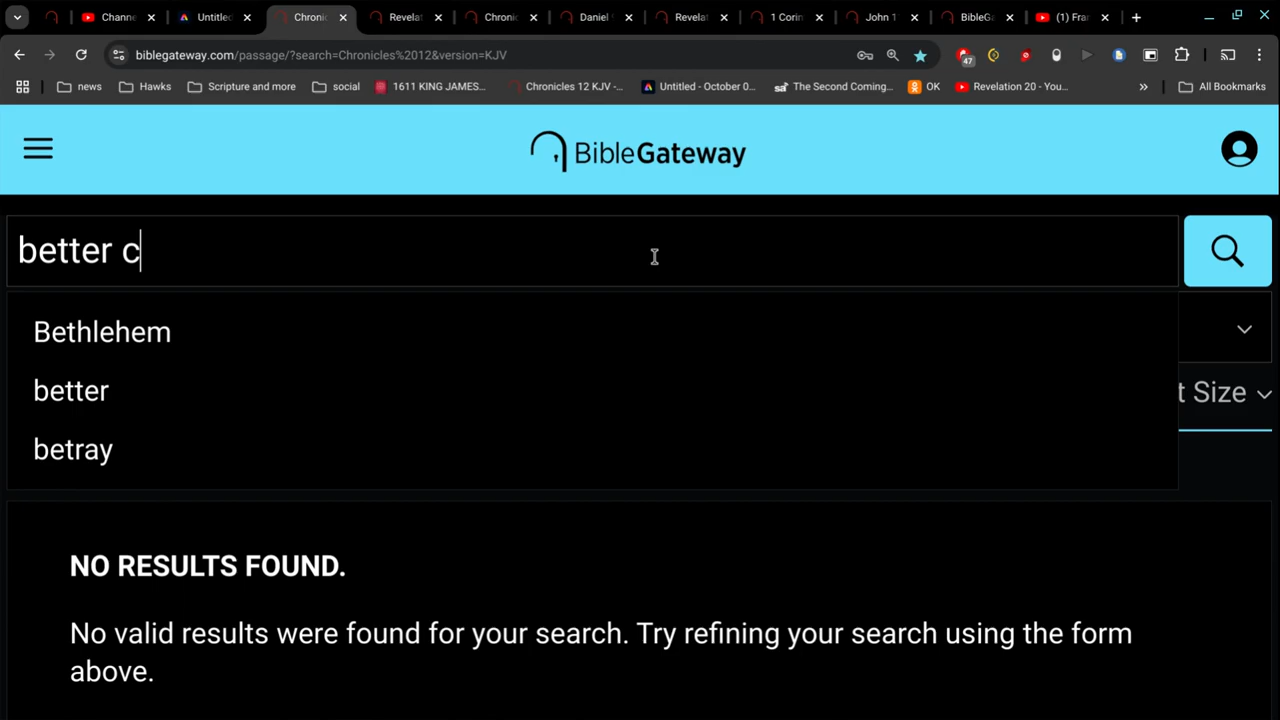 Channe
Untitled
Chronic
Revelat
Chronic
Daniel
Revelat
1 Corin
John 1
BibleGa
(1) Fran
biblegateway.com/passage/?search=Chronicles%2012&version=KJV
47
news
Hawks
Scripture and more
social
1611 KING JAMES...
Chronicles 12 KJV -...
Untitled - October 0...
sa
The Second Coming...
OK
Revelation 20 - You...
»
All Bookmarks
BibleGateway
better c
Bethlehem
better
betray
t Size
NO RESULTS FOUND.
No valid results were found for your search. Try refining your search using the form
above.